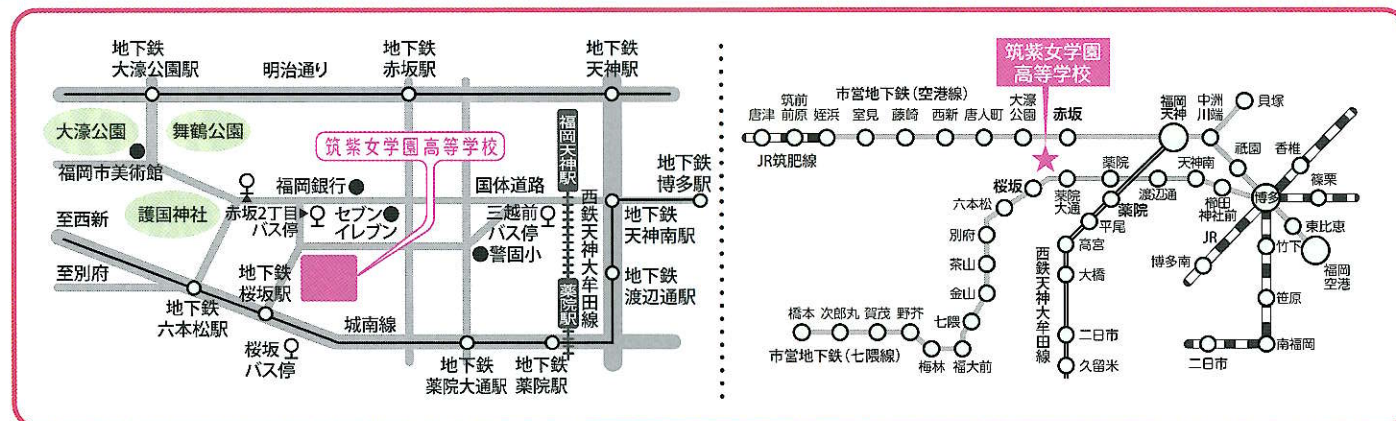 地下鉄
大濠公園駅
明治通り
地下鉄
赤坂駅
地下鉄
天神駅
大濠公園
舞鶴公園
福岡市美術館
筑紫女学園高等学校
福岡天神駅
地下鉄
博多駅
福岡銀行
国体道路
護国神社
赤坂2丁目
バス停
セブン
イレブン
三越前
バス停
西鉄天神大牟田線
地下鉄
天神南駅
至西新
警固小
至別府
地下鉄
桜坂駅
地下鉄
渡辺通駅
薬院駅
地下鉄
六本松駅
城南線
桜坂
バス停
地下鉄
薬院大通駅
地下鉄
薬院駅
筑紫女学園
高等学校
市営地下鉄(空港線)
唐津
筑前
前原
姪浜
室見
藤崎
西新
唐人町
大濠
公園
赤坂
福岡
天神
中洲
川端
貝塚
JR筑肥線
祇園
香椎
桜坂
薬院
大通
薬院
渡辺通
天神南
櫛田
神社前
博多
篠栗
六本松
薬院
平尾
東比恵
別府
高宮
JR
竹下
福岡
空港
茶山
大橋
博多南
金山
西鉄天神大牟田線
笹原
橋本
次郎丸
賀茂
野芥
七隈
二日市
南福岡
市営地下鉄(七隈線)
梅林
福大前
久留米
二日市